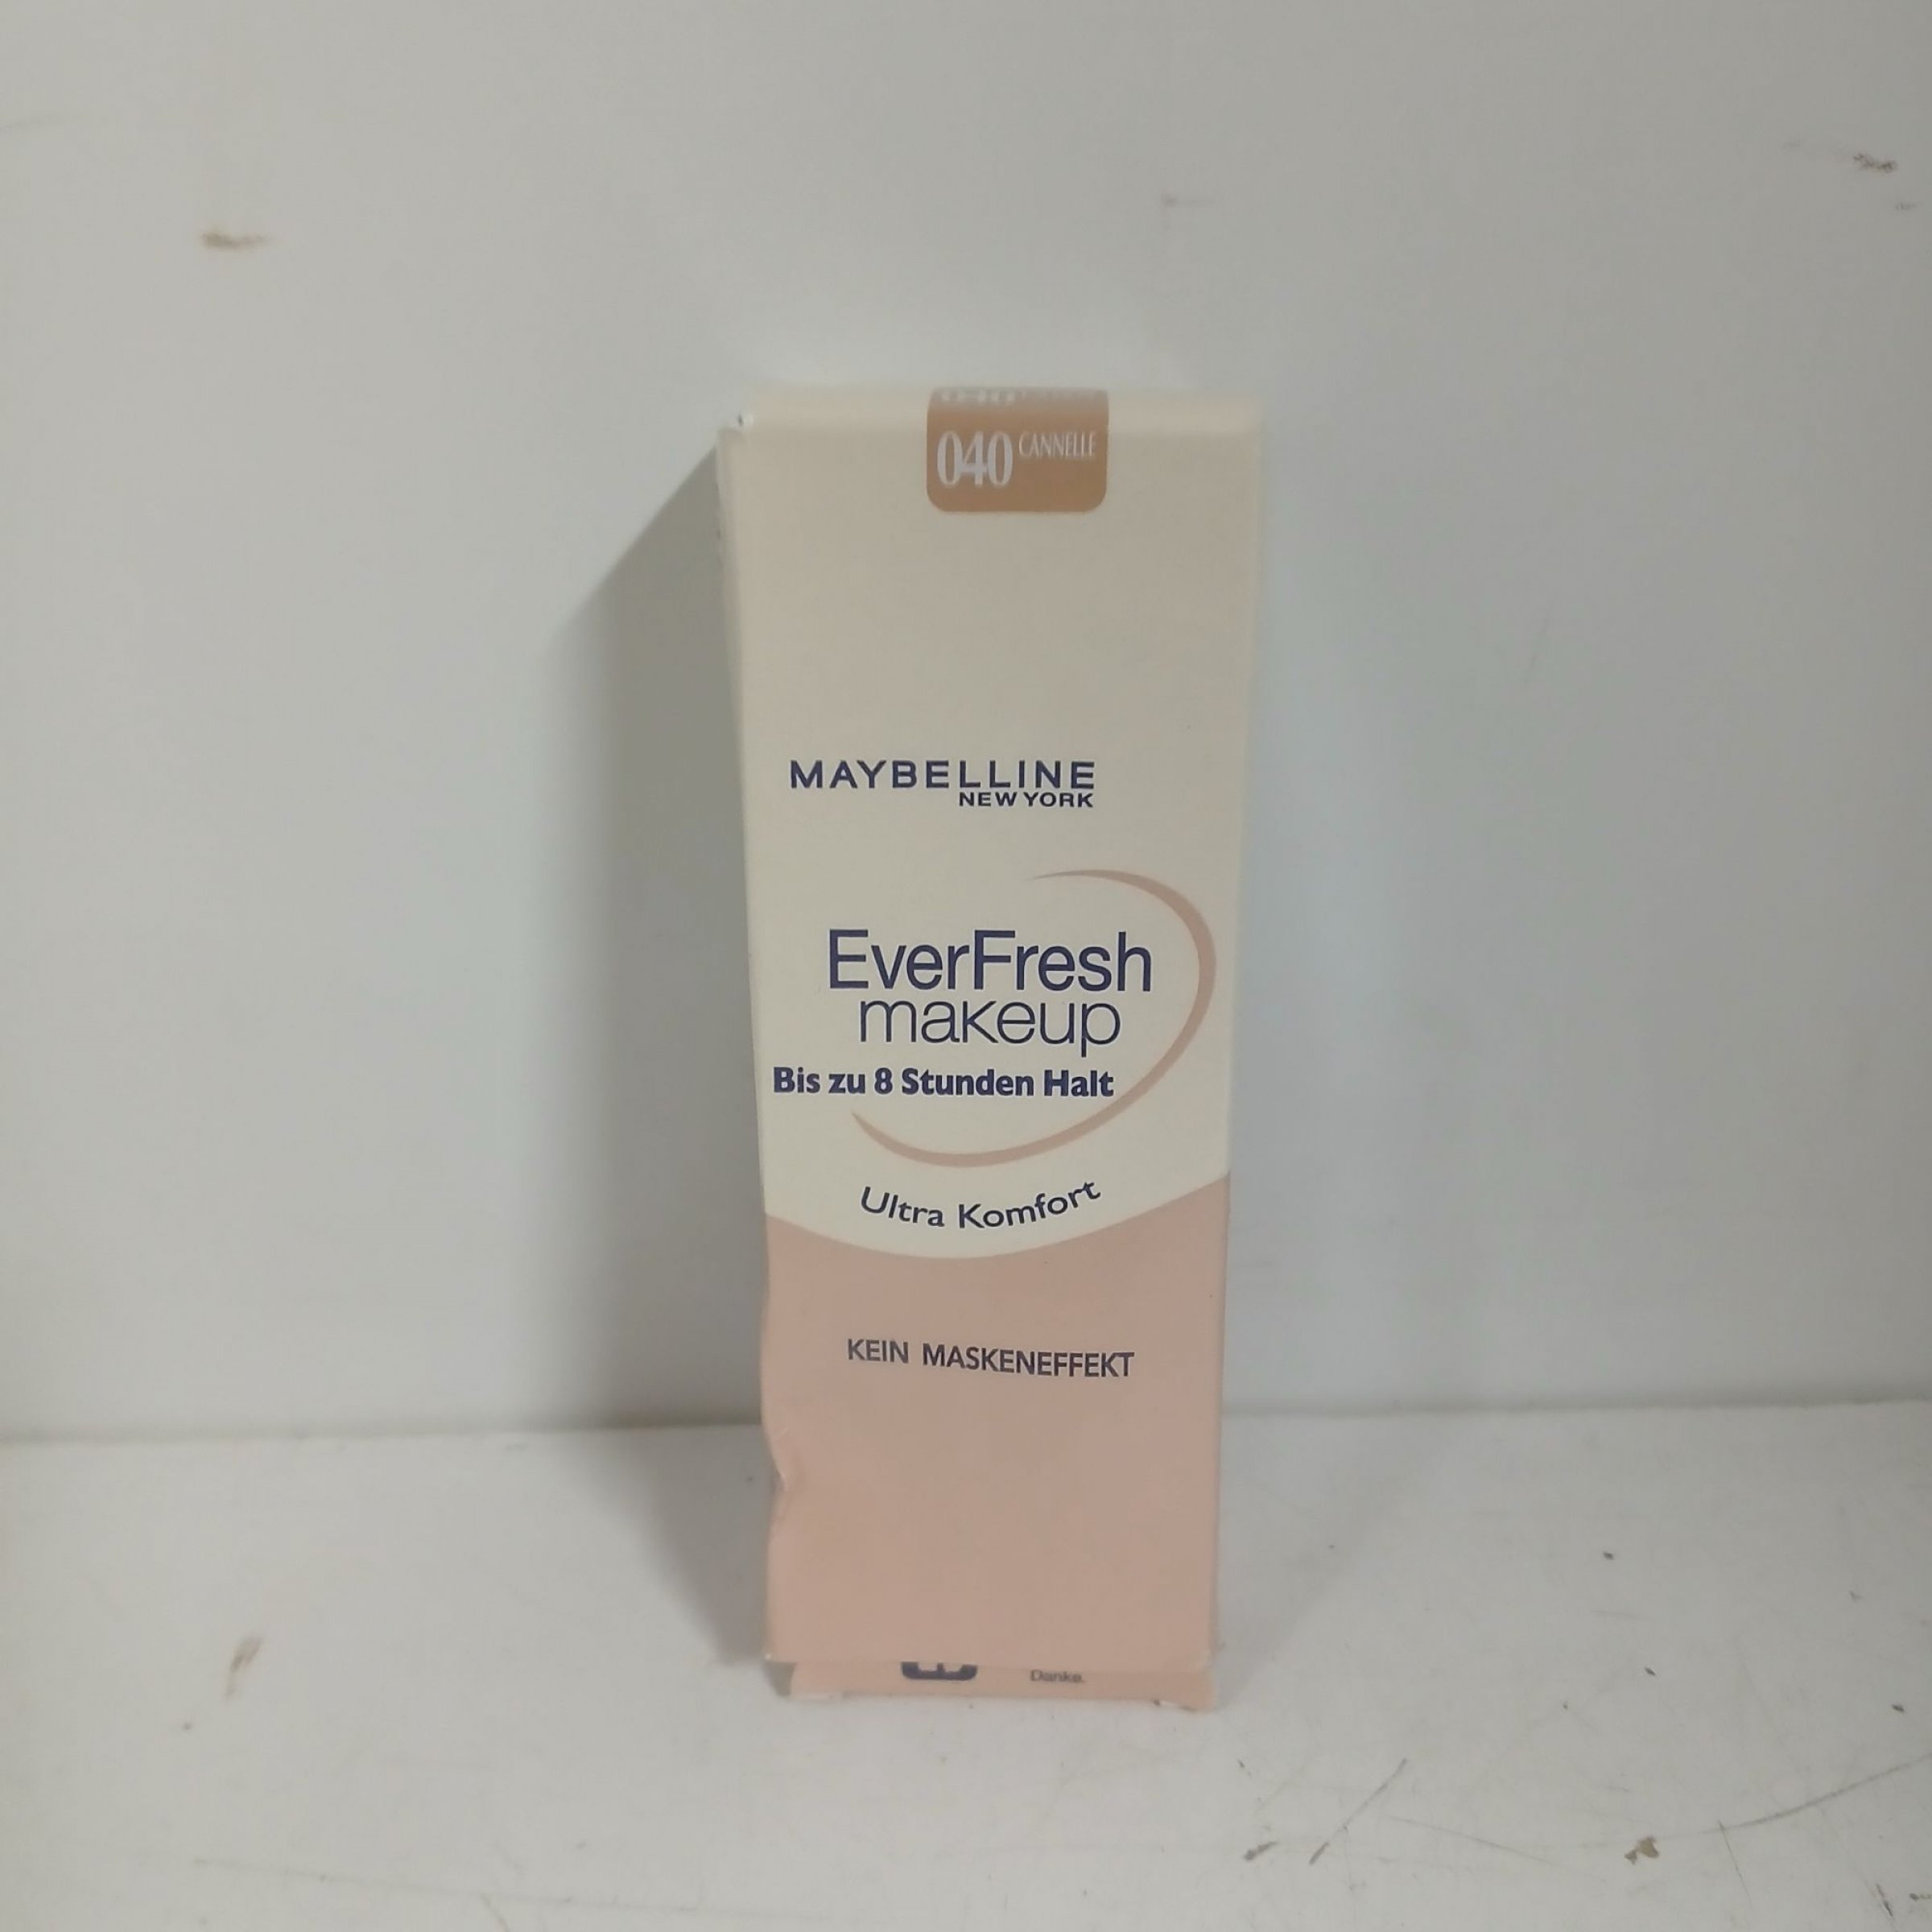 040 CANNELLE
MAYBELLINE
NEW YORK
EverFresh
makeup
Bis zu 8 Stunden Halt
Ultra Komfort
KEIN MASKENEFFEKT
Danke.